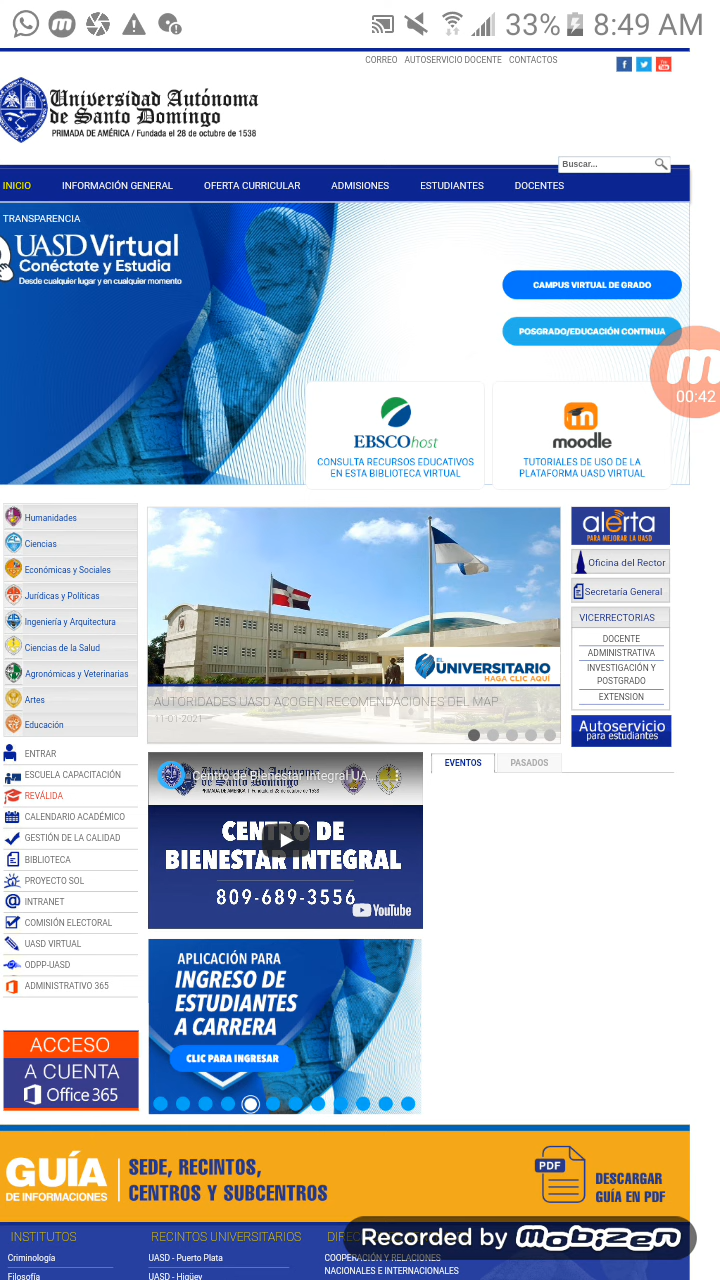 33% 8:49 AM
CORREO AUTOSERVICIO DOCENTE CONTACTOS
Universidad Autónoma
de Santo Domingo
PRIMADA DE AMÉRICA / Fundada el 28 de octubre de 1538
Buscar...
INICIO INFORMACIÓN GENERAL OFERTA CURRICULAR ADMISIONES ESTUDIANTES DOCENTES
TRANSPARENCIA
UASD Virtual
Conéctate y Estudia
Desde cualquier lugar y en cualquier momento
CAMPUS VIRTUAL DE GRADO
POSGRADO/EDUCACIÓN CONTINUA
00:42
EBSCOhost
CONSULTA RECURSOS EDUCATIVOS
EN ESTA BIBLIOTECA VIRTUAL
moodle
TUTORIALES DE USO DE LA
PLATAFORMA UASD VIRTUAL
Humanidades
Ciencias
Económicas y Sociales
Jurídicas y Políticas
Ingeniería y Arquitectura
Ciencias de la Salud
Agronómicas y Veterinarias
Artes
Educación
ENTRAR
ESCUELA CAPACITACIÓN
REVÁLIDA
CALENDARIO ACADÉMICO
GESTIÓN DE LA CALIDAD
BIBLIOTECA
PROYECTO SOL
INTRANET
COMISIÓN ELECTORAL
UASD VIRTUAL
ODPP-UASD
ADMINISTRATIVO 365
ACCESO
A CUENTA
Office 365
EL
UNIVERSITARIO
HAGA CLIC AQUÍ
AUTORIDADES UASD ACOGEN RECOMENDACIONES DEL MAP
11-01-2021
alerta
PARA MEJORAR LA UASD
Oficina del Rector
Secretaría General
VICERRECTORIAS
DOCENTE
ADMINISTRATIVA
INVESTIGACIÓN Y
POSTGRADO
EXTENSION
Autoservicio
para estudiantes
EVENTOS PASADOS
Centro de Bienestar Integral UA...
CENTRO DE
BIENESTAR INTEGRAL
809-689-3556
YouTube
APLICACIÓN PARA
INGRESO DE
ESTUDIANTES
A CARRERA
CLIC PARA INGRESAR
GUÍA
DE INFORMACIONES
SEDE, RECINTOS,
CENTROS Y SUBCENTROS
PDF
DESCARGAR
GUÍA EN PDF
INSTITUTOS
Criminología
Filosofía
RECINTOS UNIVERSITARIOS
UASD - Puerto Plata
UASD - Higüey
DIREC
COOPERACIÓN Y RELACIONES
NACIONALES E INTERNACIONALES
Recorded by mobizen